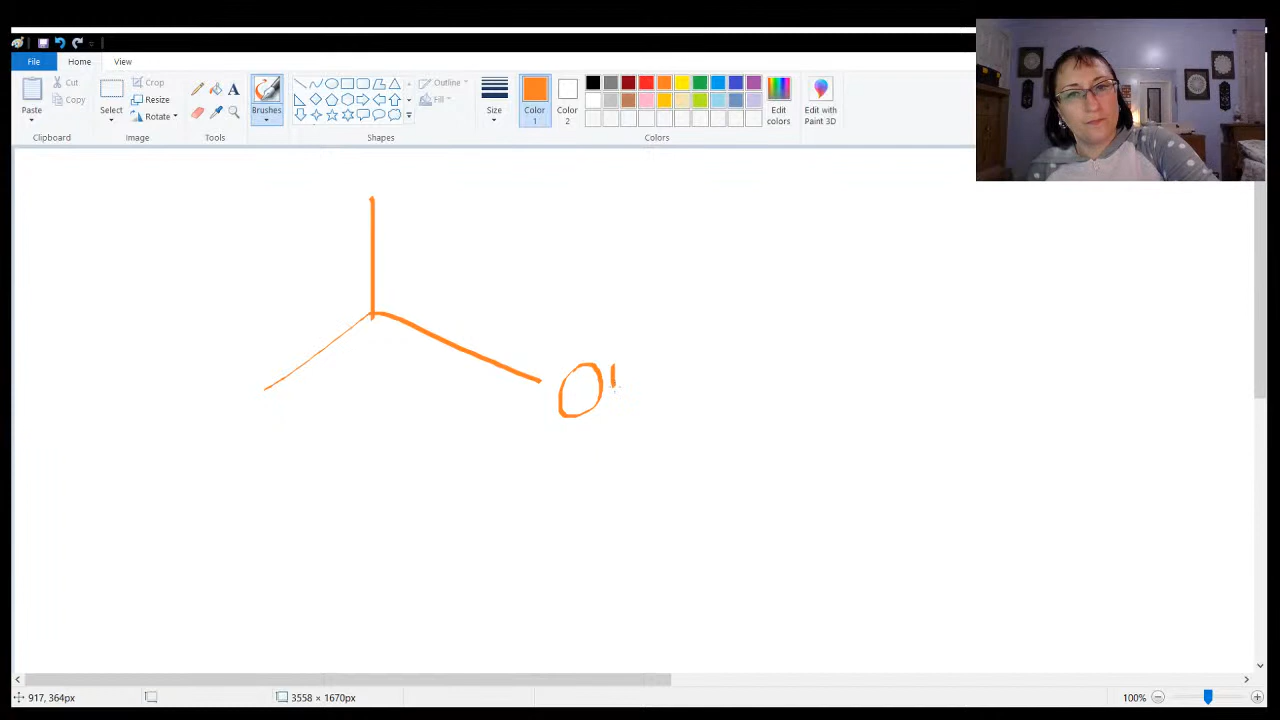 File Home View
Paste
Cut
Copy
Clipboard
Select
Crop
Resize
Rotate
Image
Tools
Brushes
Shapes
Outline
Fill
Size
Color 1
Color 2
Colors
Edit colors
Edit with Paint 3D
O
917, 364px
3558 × 1670px
100%